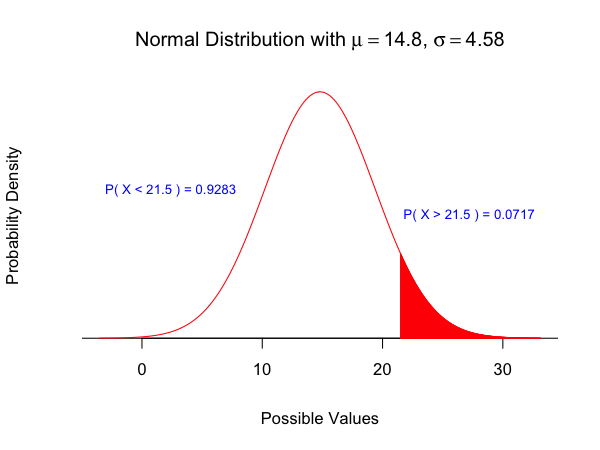 Normal Distribution with μ = 14.8, σ = 4.58
P( X < 21.5 ) = 0.9283
P( X > 21.5 ) = 0.0717
Probability Density
0 10 20 30
Possible Values